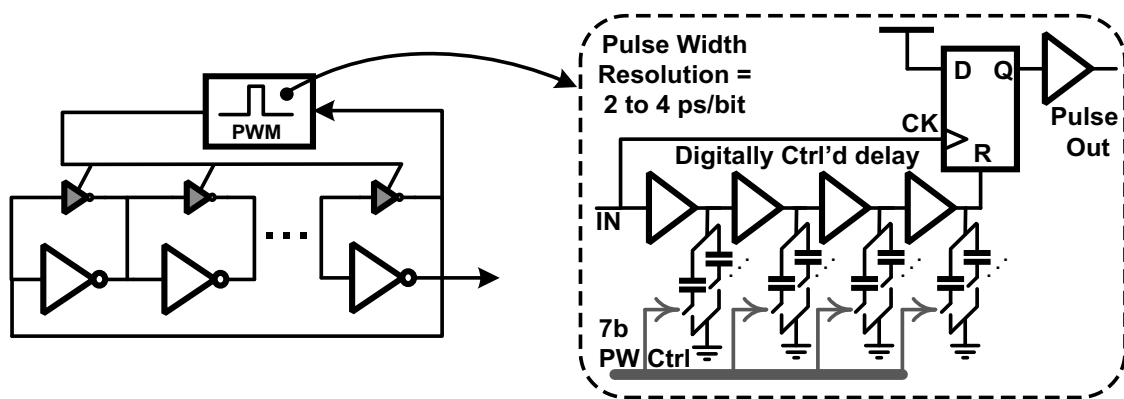 PWM
Pulse Width
Resolution =
2 to 4 ps/bit
D Q
CK
R
Pulse
Out
Digitally Ctrl'd delay
IN
7b
PW Ctrl